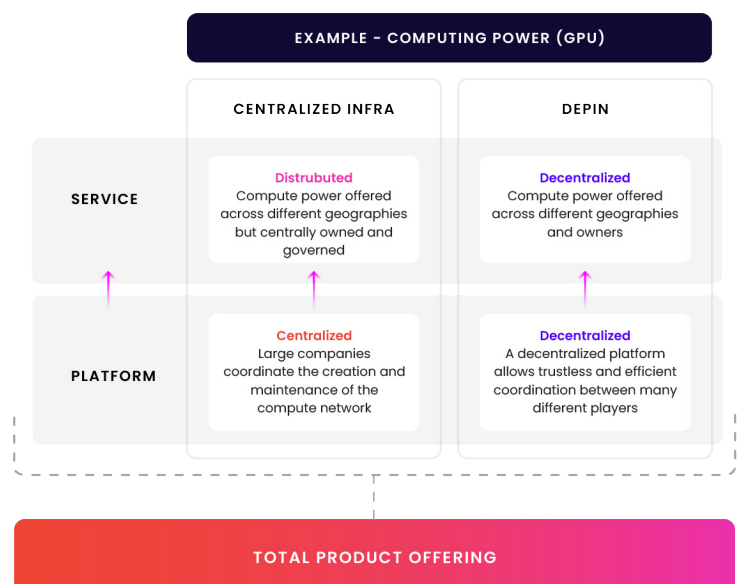 EXAMPLE - COMPUTING POWER (GPU)
CENTRALIZED INFRA
DEPIN
SERVICE
Distrubuted
Compute power offered
across different geographies
but centrally owned and
governed
Decentralized
Compute power offered
across different geographies
and owners
PLATFORM
Centralized
Large companies
coordinate the creation and
maintenance of the
compute network
Decentralized
A decentralized platform
allows trustless and efficient
coordination between many
different players
TOTAL PRODUCT OFFERING